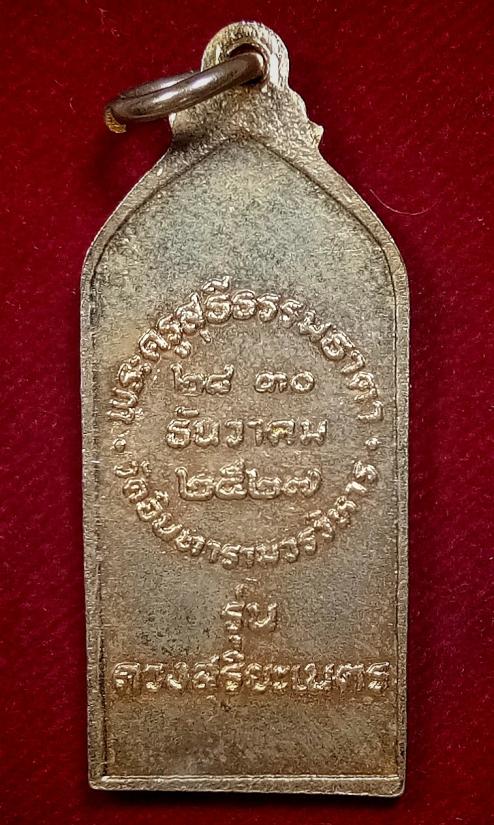 พระครูสุธีธรรมธาดา
๒๘ ๓๐
ธันวาคม
๒๕๒๗
วัดอินทารามวรวิหาร
รุ่น
ดวงสุริยะเนตร